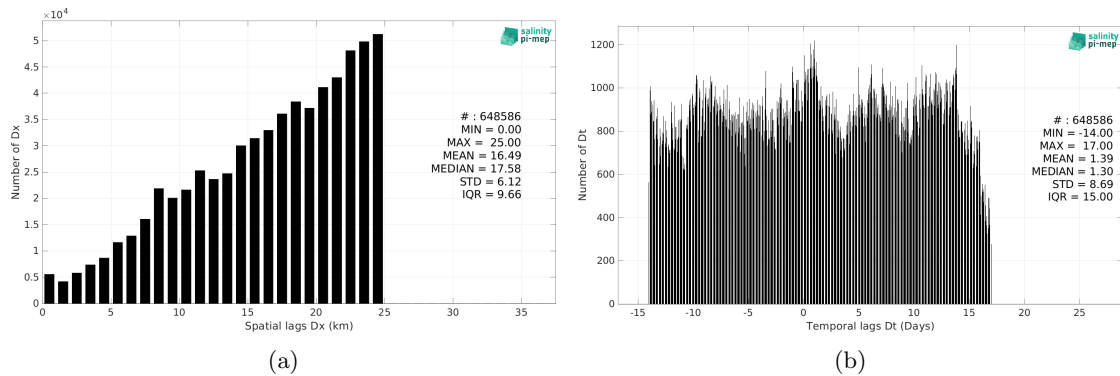 ×10⁴
5
4.5
4
3.5
3
2.5
2
1.5
1
0.5
0
Number of Dx
0 5 10 15 20 25 30 35
Spatial lags Dx (km)
salinity
pi-mep
# : 648586
MIN = 0.00
MAX = 25.00
MEAN = 16.49
MEDIAN = 17.58
STD = 6.12
IQR = 9.66
(a)
1200
1000
800
600
400
200
0
Number of Dt
-15 -10 -5 0 5 10 15 20 25
Temporal lags Dt (Days)
salinity
pi-mep
# : 648586
MIN = -14.00
MAX = 17.00
MEAN = 1.39
MEDIAN = 1.30
STD = 8.69
IQR = 15.00
(b)